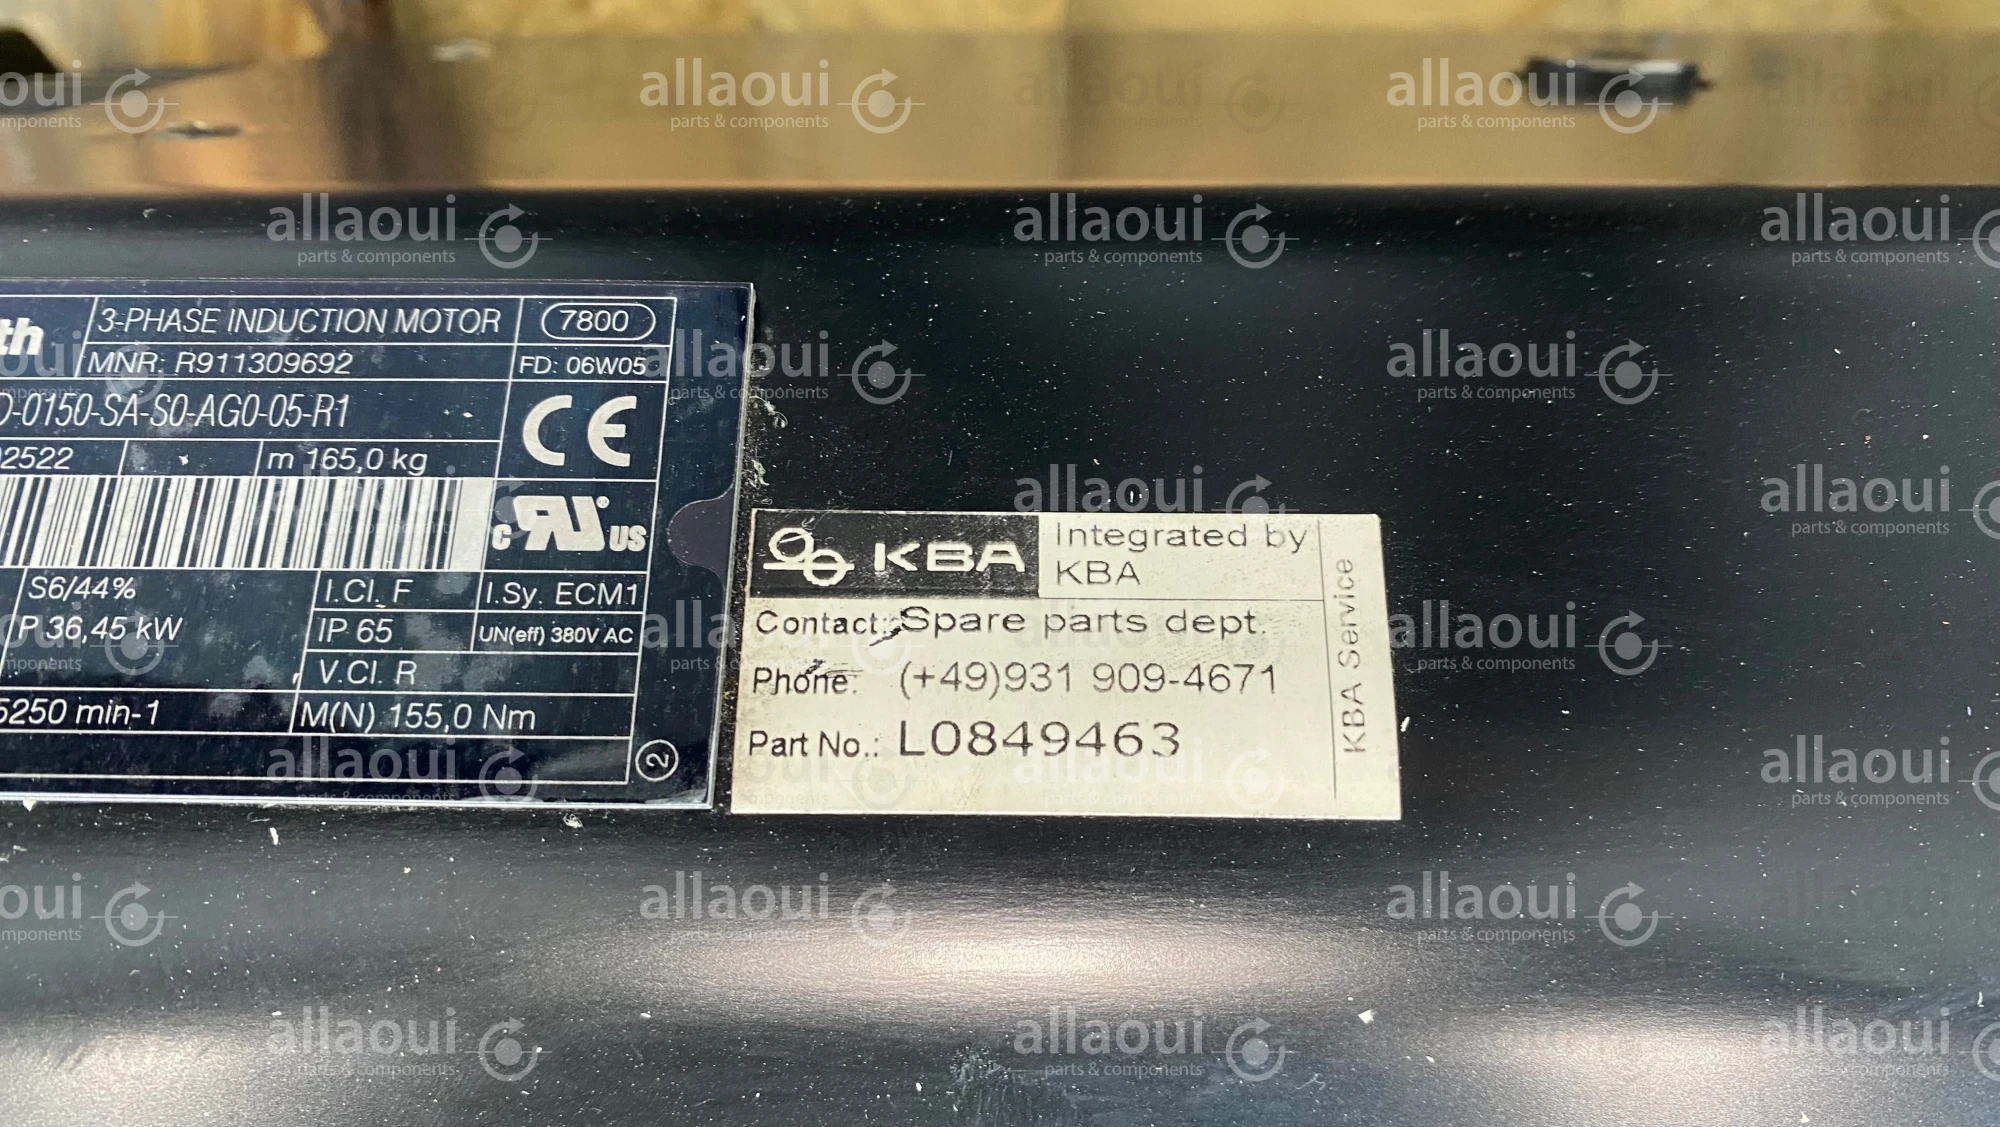 th
3-PHASE INDUCTION MOTOR
7800
MNR: R911309692
FD: 06W05
-0150-SA-S0-AG0-05-R1
CE
2522
m 165,0 kg
c RU ® US
S6/44%
I.Cl. F
I.Sy. ECM1
P 36,45 kW
IP 65
UN(eff) 380V AC
V.Cl. R
5250 min-1
M(N) 155,0 Nm
2
KBA
Integrated by
KBA
Contact: Spare parts dept.
Phone: (+49)931 909-4671
Part No.: L0849463
KBA Service
allaoui
parts & components